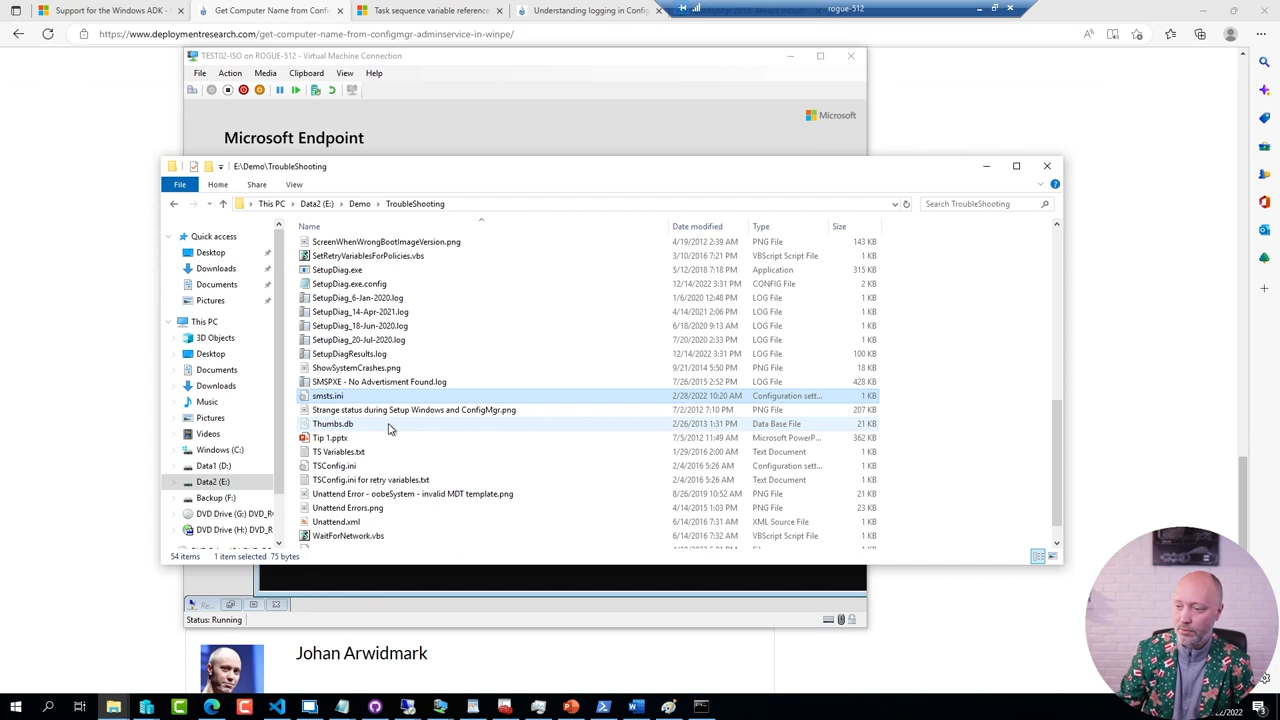 Support for the Windows ADK -
Get Computer Name from Config
Task sequence variable reference
Understanding logging in Config
rogue-512
https://www.deploymentresearch.com/get-computer-name-from-configmgr-adminservice-in-winpe/
TEST02-ISO on ROGUE-512 - Virtual Machine Connection
File Action Media Clipboard View Help
Microsoft
Microsoft Endpoint
E:\Demo\TroubleShooting
File Home Share View
This PC > Data2 (E:) > Demo > TroubleShooting
Search TroubleShooting
Name Date modified Type Size
Quick access
Desktop
Downloads
Documents
Pictures
This PC
3D Objects
Desktop
Downloads
Documents
Music
Pictures
Videos
Windows (C:)
Data1 (D:)
Data2 (E:)
Backup (F:)
DVD Drive (G:) DVD_R
DVD Drive (H:) DVD_R
ScreenWhenWrongBootImageVersion.png 4/19/2012 2:39 AM PNG File 143 KB
SetRetryVariablesForPolicies.vbs 3/10/2016 7:21 PM VBScript Script File 1 KB
SetupDiag.exe 5/12/2018 7:18 PM Application 315 KB
SetupDiag.exe.config 12/14/2022 3:31 PM CONFIG File 2 KB
SetupDiag_6-Jan-2020.log 1/6/2020 12:48 PM LOG File 1 KB
SetupDiag_14-Apr-2021.log 4/14/2021 2:06 PM LOG File 1 KB
SetupDiag_18-Jun-2020.log 6/18/2020 9:13 AM LOG File 1 KB
SetupDiag_20-Jul-2020.log 7/20/2020 2:33 PM LOG File 1 KB
SetupDiagResults.log 12/14/2022 3:31 PM LOG File 100 KB
ShowSystemCrashes.png 9/21/2014 5:50 PM PNG File 18 KB
SMSPXE - No Advertisment Found.log 7/26/2015 2:52 PM LOG File 428 KB
smsts.ini 2/28/2022 10:20 AM Configuration sett... 1 KB
Strange status during Setup Windows and ConfigMgr.png 7/2/2012 7:10 PM PNG File 207 KB
Thumbs.db 2/26/2013 1:31 PM Data Base File 21 KB
Tip 1.pptx 7/5/2012 11:49 AM Microsoft PowerP... 362 KB
TS Variables.txt 1/29/2016 2:00 AM Text Document 1 KB
TSConfig.ini 2/4/2016 5:26 AM Configuration sett... 1 KB
TSConfig.ini for retry variables.txt 2/4/2016 5:26 AM Text Document 1 KB
Unattend Error - oobeSystem - invalid MDT template.png 8/26/2019 10:52 AM PNG File 21 KB
Unattend Errors.png 4/14/2015 1:03 PM PNG File 23 KB
Unattend.xml 6/14/2016 7:31 AM XML Source File 1 KB
WaitForNetwork.vbs 6/14/2016 7:32 AM VBScript Script File 1 KB
54 items 1 item selected 75 bytes
Status: Running
Johan Arwidmark